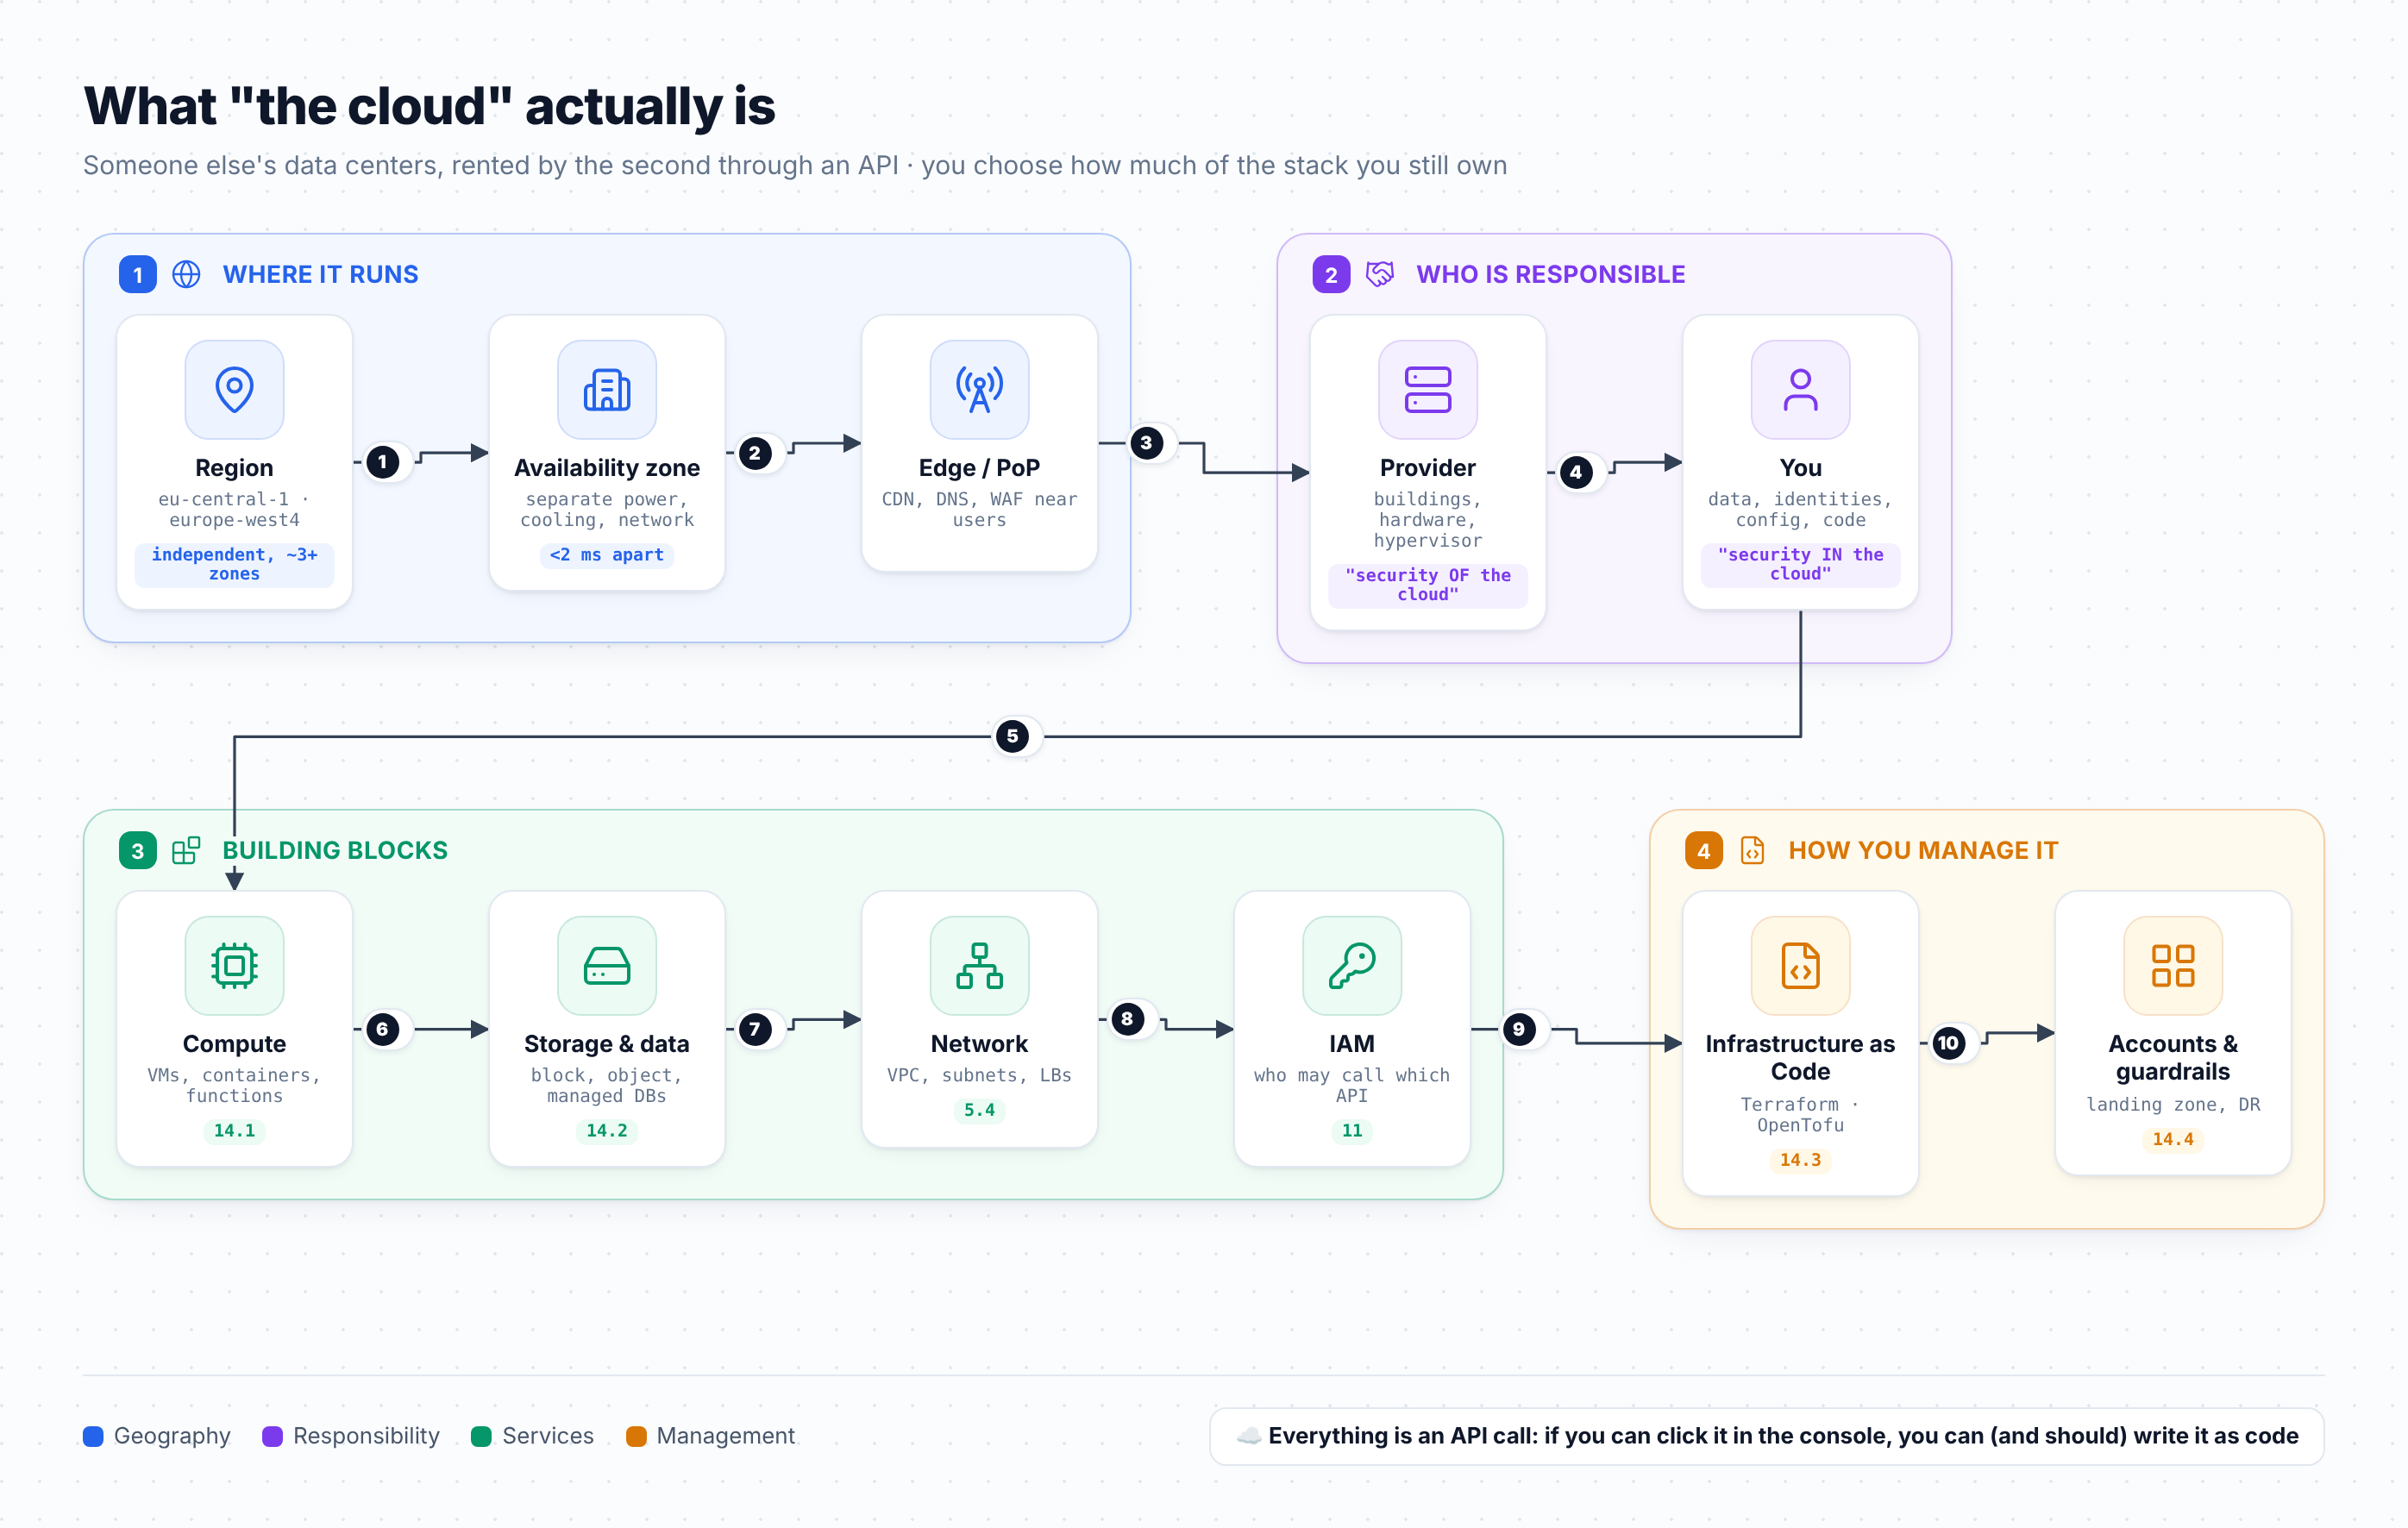 What "the cloud" actually is
Someone else's data centers, rented by the second through an API · you choose how much of the stack you still own
1 WHERE IT RUNS
Region
eu-central-1 ·
europe-west4
independent, ~3+
zones
1
Availability zone
separate power,
cooling, network
<2 ms apart
2
Edge / PoP
CDN, DNS, WAF near
users
3
2 WHO IS RESPONSIBLE
Provider
buildings,
hardware,
hypervisor
"security OF the
cloud"
4
You
data, identities,
config, code
"security IN the
cloud"
5
3 BUILDING BLOCKS
Compute
VMs, containers,
functions
14.1
6
Storage & data
block, object,
managed DBs
14.2
7
Network
VPC, subnets, LBs
5.4
8
IAM
who may call which
API
11
9
4 HOW YOU MANAGE IT
Infrastructure as
Code
Terraform ·
OpenTofu
14.3
10
Accounts &
guardrails
landing zone, DR
14.4
Geography
Responsibility
Services
Management
☁️ Everything is an API call: if you can click it in the console, you can (and should) write it as code